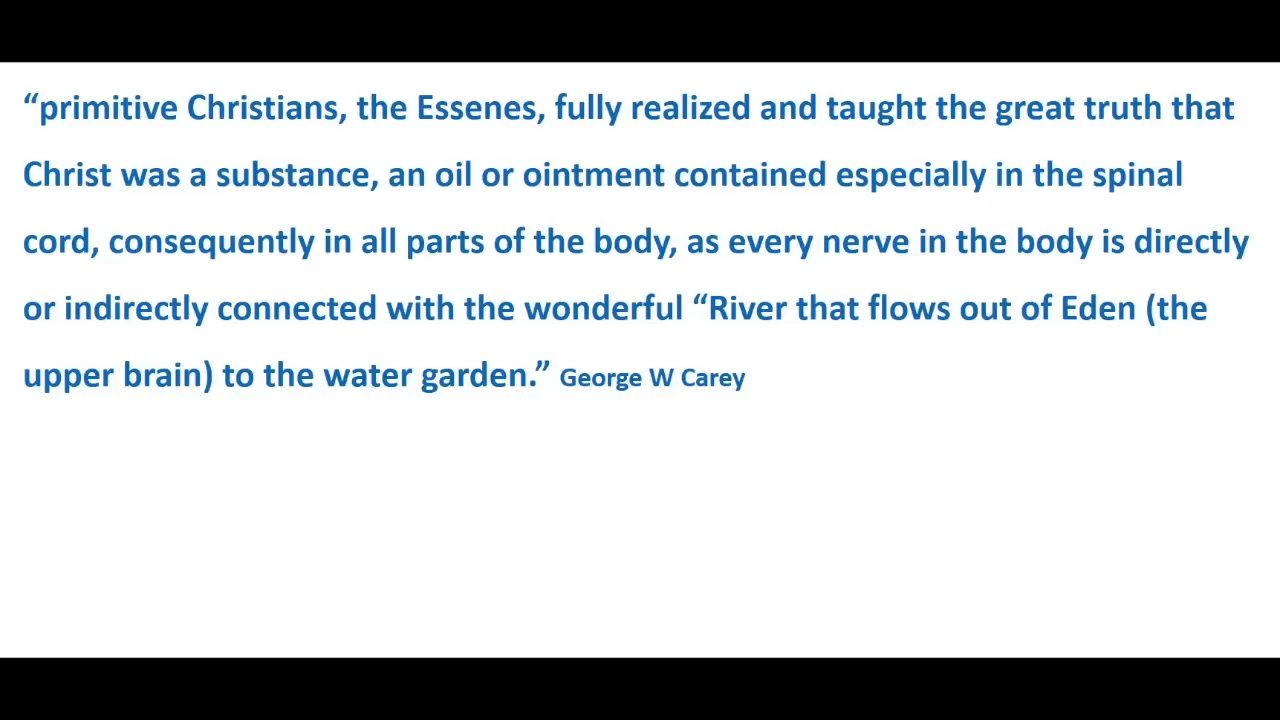 “primitive Christians, the Essenes, fully realized and taught the great truth that
Christ was a substance, an oil or ointment contained especially in the spinal
cord, consequently in all parts of the body, as every nerve in the body is directly
or indirectly connected with the wonderful “River that flows out of Eden (the
upper brain) to the water garden.” George W Carey